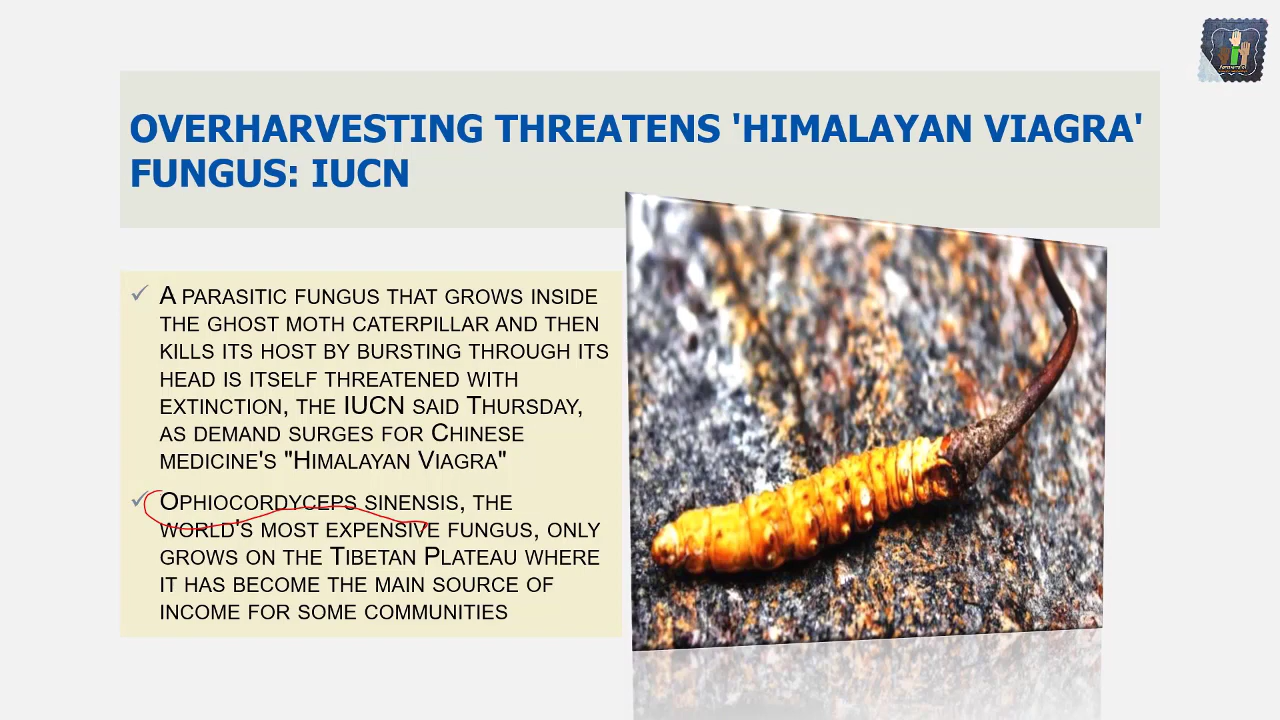 OVERHARVESTING THREATENS 'HIMALAYAN VIAGRA'
FUNGUS: IUCN
A PARASITIC FUNGUS THAT GROWS INSIDE
THE GHOST MOTH CATERPILLAR AND THEN
KILLS ITS HOST BY BURSTING THROUGH ITS
HEAD IS ITSELF THREATENED WITH
EXTINCTION, THE IUCN SAID THURSDAY,
AS DEMAND SURGES FOR CHINESE
MEDICINE'S "HIMALAYAN VIAGRA"
OPHIOCORDYCEPS SINENSIS, THE
WORLD'S MOST EXPENSIVE FUNGUS, ONLY
GROWS ON THE TIBETAN PLATEAU WHERE
IT HAS BECOME THE MAIN SOURCE OF
INCOME FOR SOME COMMUNITIES